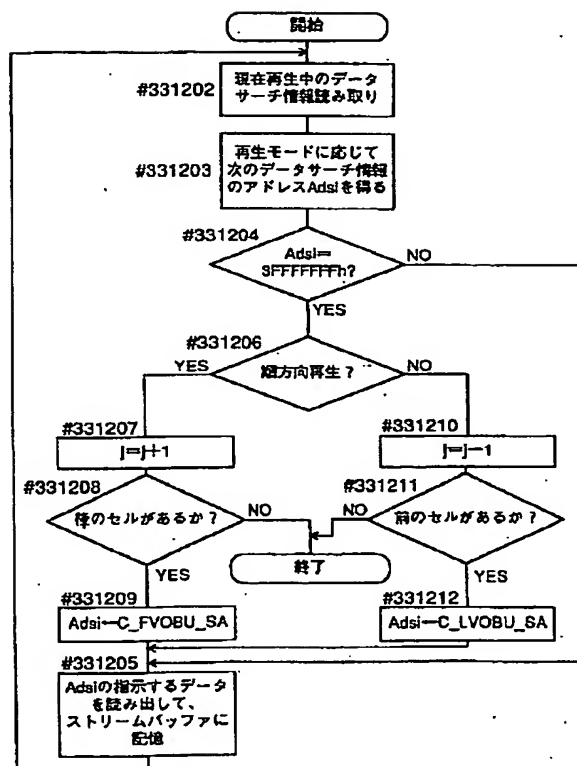 開始
#331202
現在再生中のデータ
サーチ情報読み取り
#331203
再生モードに応じて
次のデータサーチ情報
のアドレスAdsiを得る
#331204
Adsi=
3FFFFFFFh?
NO
YES
#331206
YES
順方向再生？
NO
#331207
j=j+1
#331210
j=j−1
#331208
後のセルがあるか？
NO
YES
#331211
前のセルがあるか？
NO
YES
終了
#331209
Adsi←C_FVOBU_SA
#331212
Adsi←C_LVOBU_SA
#331205
Adsiの指示するデータ
を読み出して、
ストリームバッファに
記憶